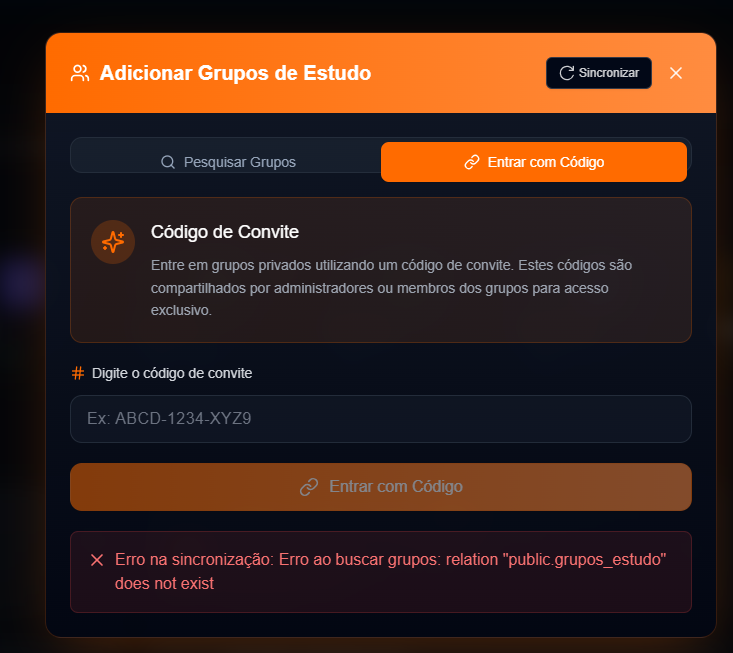 Adicionar Grupos de Estudo
Sincronizar
Pesquisar Grupos
Entrar com Código
Código de Convite
Entre em grupos privados utilizando um código de convite. Estes códigos são
compartilhados por administradores ou membros dos grupos para acesso
exclusivo.
# Digite o código de convite
Ex: ABCD-1234-XYZ9
Entrar com Código
Erro na sincronização: Erro ao buscar grupos: relation "public.grupos_estudo"
does not exist